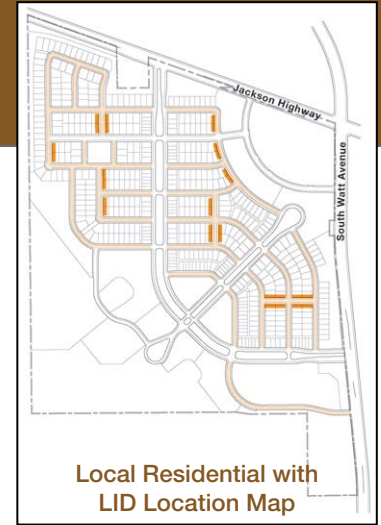 Jackson Highway
South Watt Avenue
Local Residential with
LID Location Map